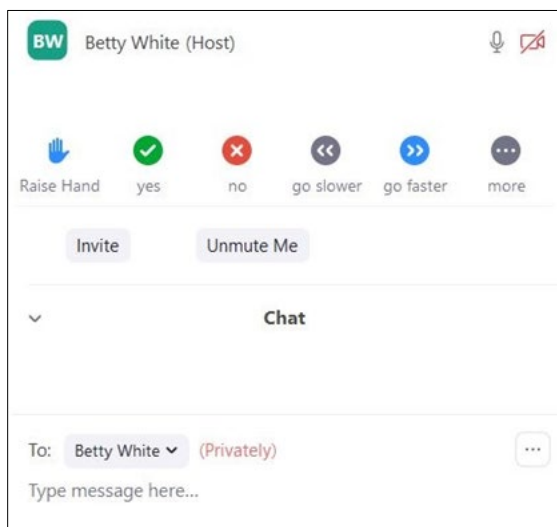 BW Betty White (Host)
Raise Hand yes no go slower go faster more
Invite Unmute Me
Chat
To: Betty White (Privately)
Type message here...